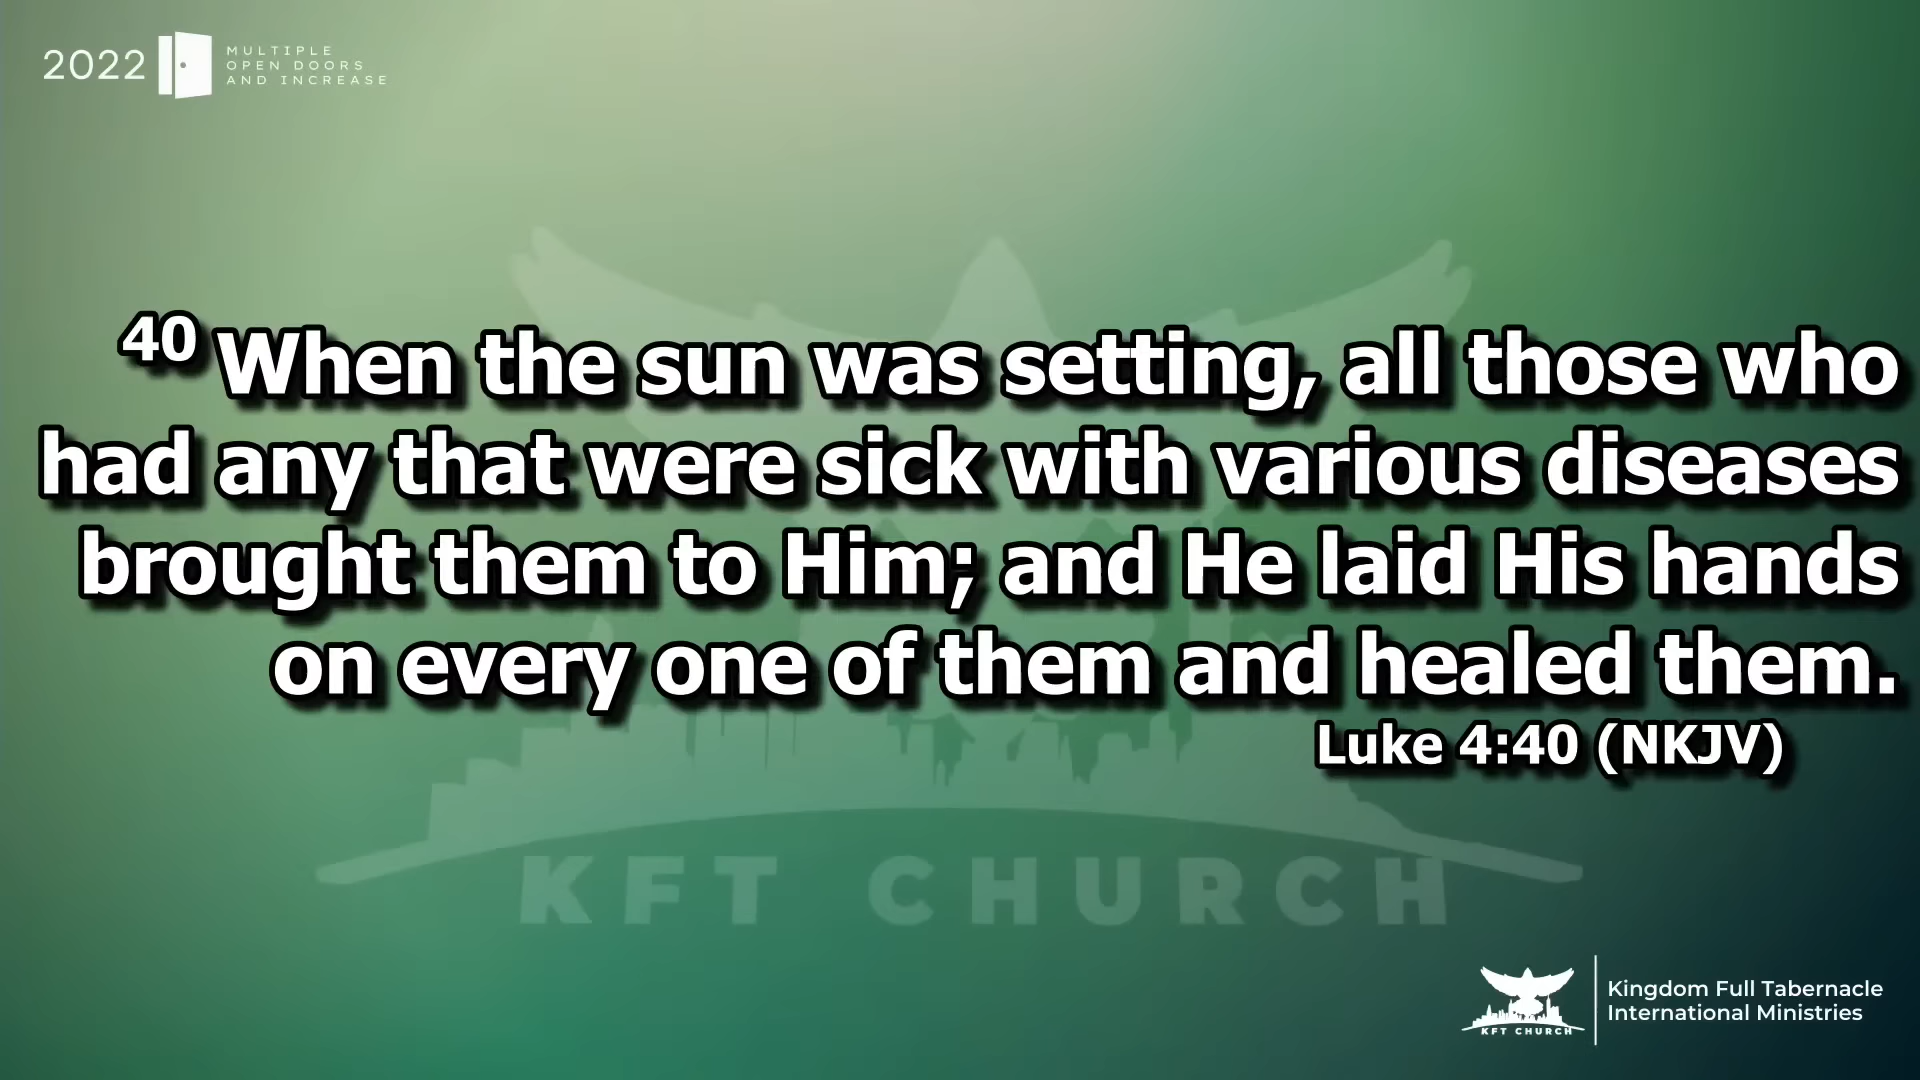 2022
MULTIPLE
OPEN DOORS
AND INCREASE
40 When the sun was setting, all those who
had any that were sick with various diseases
brought them to Him; and He laid His hands
on every one of them and healed them.
Luke 4:40 (NKJV)
KFT CHURCH
KFT CHURCH
Kingdom Full Tabernacle
International Ministries